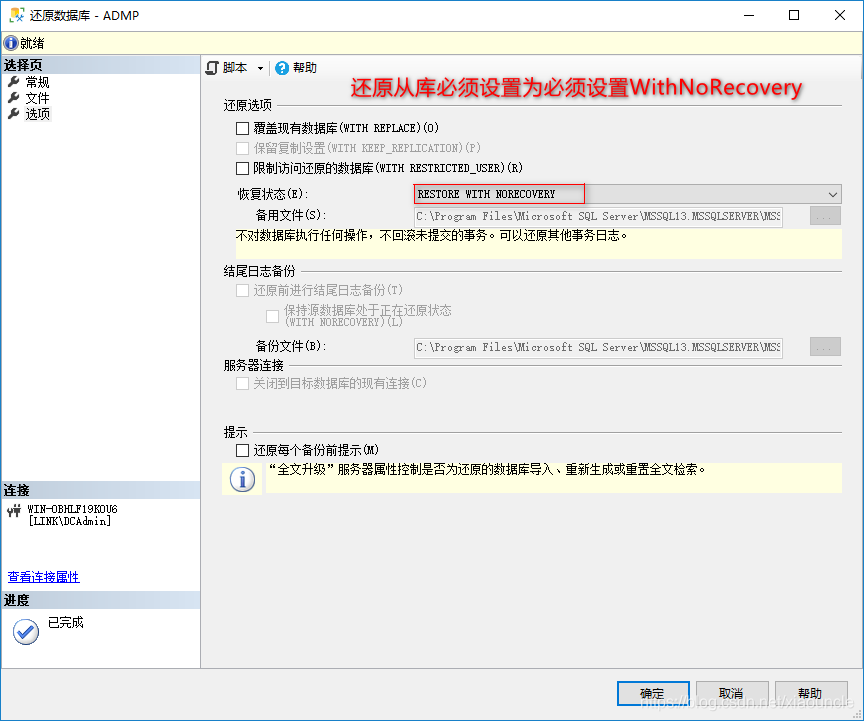 还原数据库 - ADMP
就绪
选择页
常规
文件
选项
脚本
帮助
还原从库必须设置为必须设置WithNoRecovery
还原选项
覆盖现有数据库(WITH REPLACE)(O)
保留复制设置(WITH KEEP_REPLICATION)(P)
限制访问还原的数据库(WITH RESTRICTED_USER)(R)
恢复状态(E):
RESTORE WITH NORECOVERY
备用文件(S):
C:\Program Files\Microsoft SQL Server\MSSQL13.MSSQLSERVER\MSS
...
不对数据库执行任何操作，不回滚未提交的事务。可以还原其他事务日志。
结尾日志备份
还原前进行结尾日志备份(T)
保持源数据库处于正在还原状态
(WITH NORECOVERY)(L)
备份文件(B):
C:\Program Files\Microsoft SQL Server\MSSQL13.MSSQLSERVER\MSS
...
服务器连接
关闭到目标数据库的现有连接(C)
提示
还原每个备份前提示(M)
“全文升级”服务器属性控制是否为还原的数据库导入、重新生成或重置全文检索。
连接
WIN-OBHLF19KOU6
[LINK\DCAdmin]
查看连接属性
进度
已完成
确定
取消
帮助
https://blog.csdn.net/xiaouncle